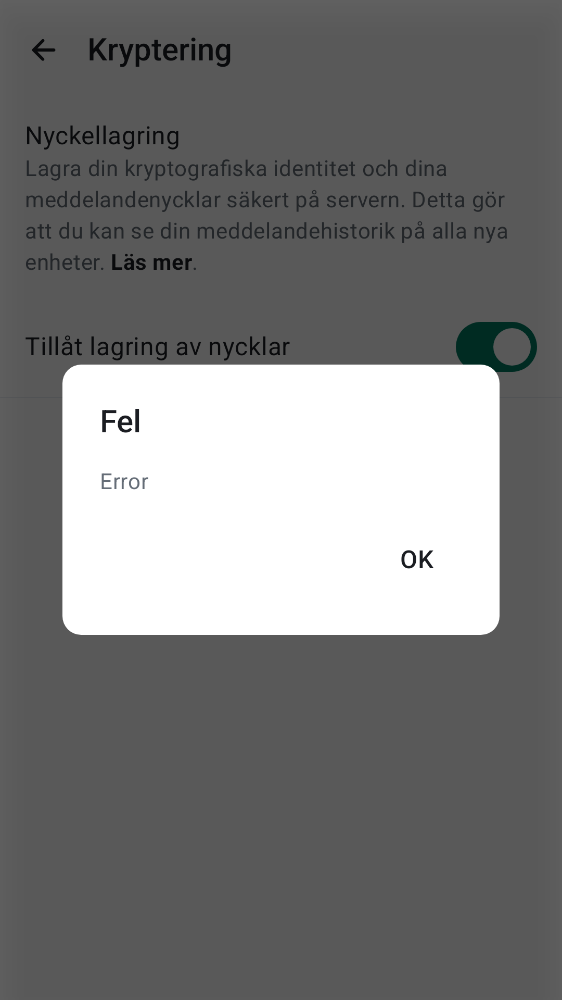 Kryptering
Nyckellagring
Lagra din kryptografiska identitet och dina
meddelandenycklar säkert på servern. Detta gör
att du kan se din meddelandehistorik på alla nya
enheter. Läs mer.
Tillåt lagring av nycklar
Fel
Error
OK